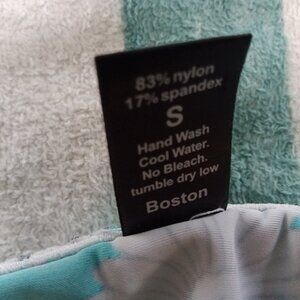 83% nylon
17% spandex
S
Hand Wash
Cool Water.
No Bleach.
tumble dry low
Boston